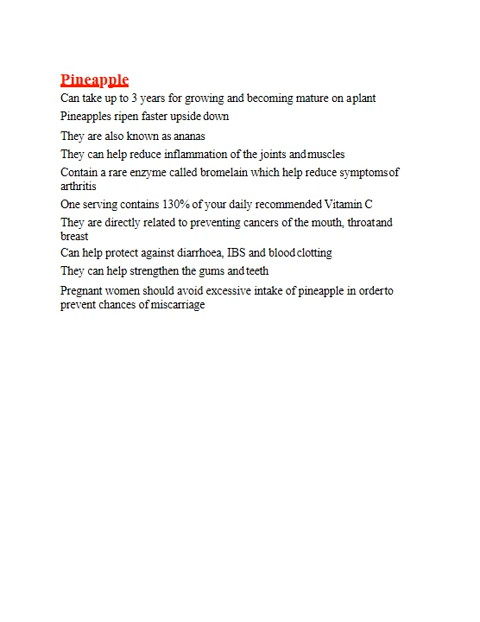 Pineapple
Can take up to 3 years for growing and becoming mature on a plant
Pineapples ripen faster upside down
They are also known as ananas
They can help reduce inflammation of the joints and muscles
Contain a rare enzyme called bromelain which help reduce symptoms of
arthritis
One serving contains 130% of your daily recommended Vitamin C
They are directly related to preventing cancers of the mouth, throat and
breast
Can help protect against diarrhoea, IBS and blood clotting
They can help strengthen the gums and teeth
Pregnant women should avoid excessive intake of pineapple in order to
prevent chances of miscarriage